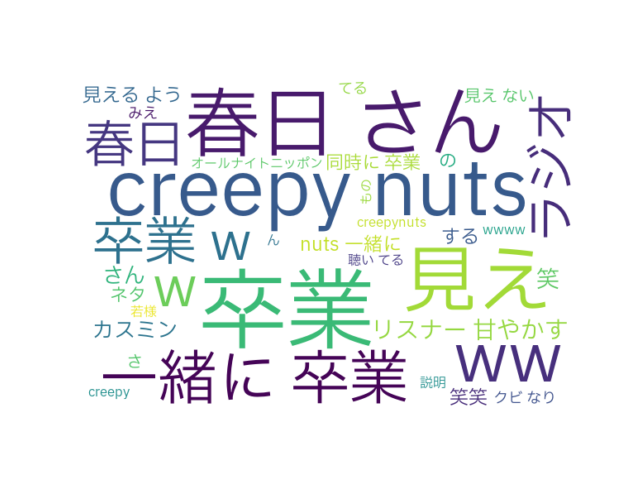 見える よう
春日 さん
てる
見え ない
ラジオ
みえ
春日
オールナイトニッポン
同時に 卒業
の
creepy nuts
もの
creepynuts
卒業 w
ん
nuts 一緒に
する
wwww
聴い てる
さん
w
卒業
見え
笑
ネタ
若様
カスミン
リスナー 甘やかす
さ
一緒に 卒業
ww
説明
creepy
笑笑
クビ なり